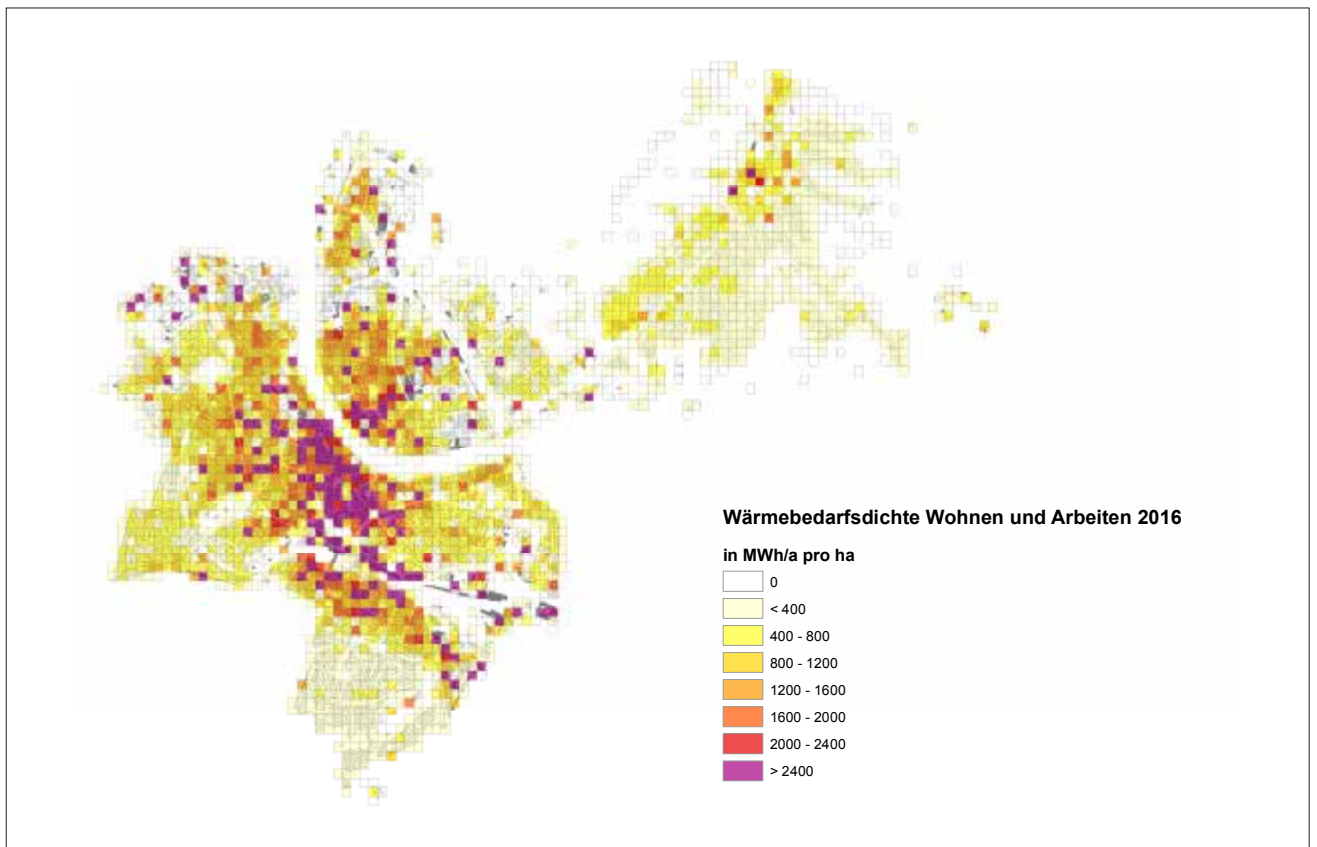 Wärmebedarfsdichte Wohnen und Arbeiten 2016
in MWh/a pro ha
0
< 400
400 - 800
800 - 1200
1200 - 1600
1600 - 2000
2000 - 2400
> 2400